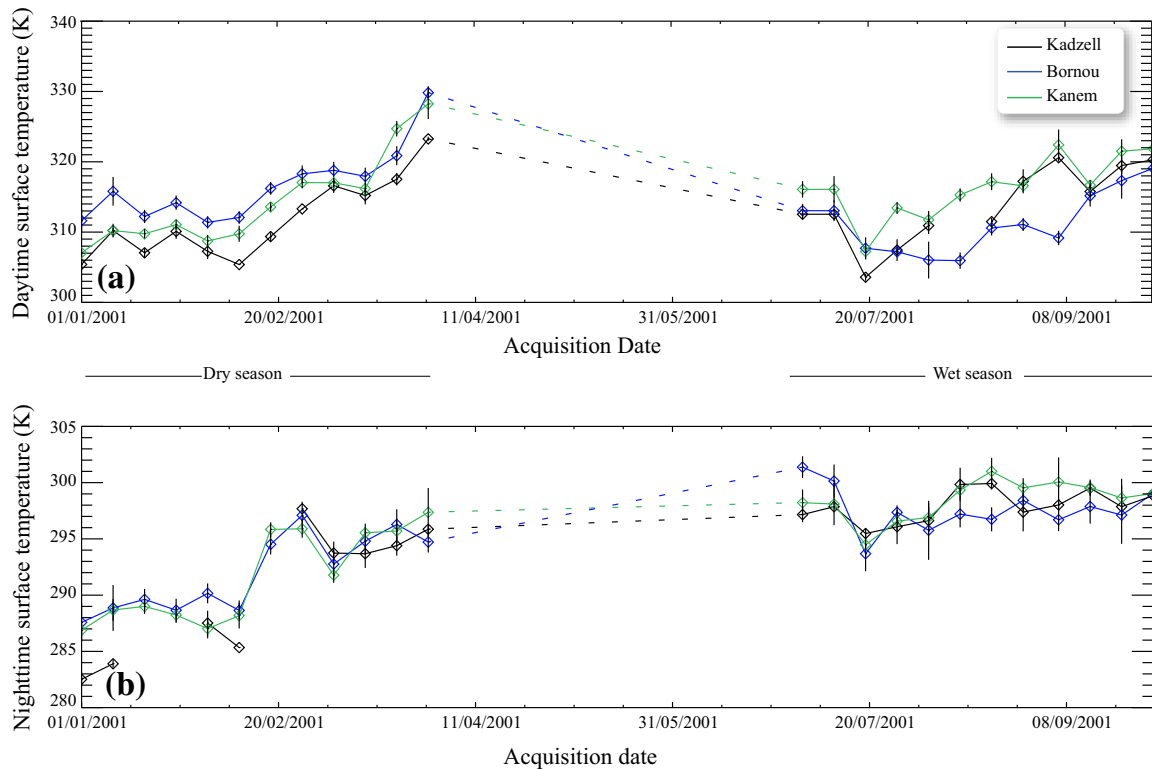 Daytime surface temperature (K)
340
330
320
310
300
Kadzell
Bornou
Kanem
(a)
01/01/2001 20/02/2001 11/04/2001 31/05/2001 20/07/2001 08/09/2001
Acquisition Date
Dry season Wet season
Nighttime surface temperature (K)
305
300
295
290
285
280
(b)
01/01/2001 20/02/2001 11/04/2001 31/05/2001 20/07/2001 08/09/2001
Acquisition date